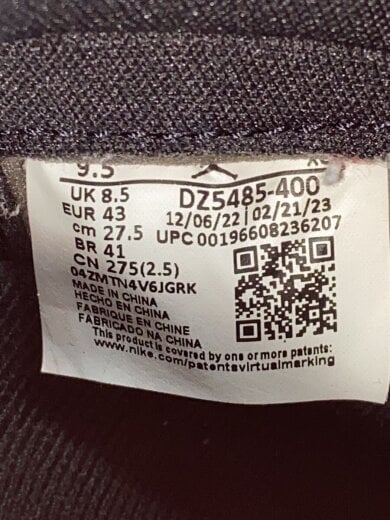 9.5
UK 8.5
EUR 43
cm 27.5
BR 41
CN 275(2.5)
04ZMTN4V6JGRK
MADE IN CHINA
HECHO EN CHINA
FABRIQUE EN CHINE
FABRICADO NA CHINA
DZ5485-400
12/06/22 | 02/21/23
UPC 00196608236207
This product is covered by one or more patents:
www.nike.com/patentsvirtualmarking